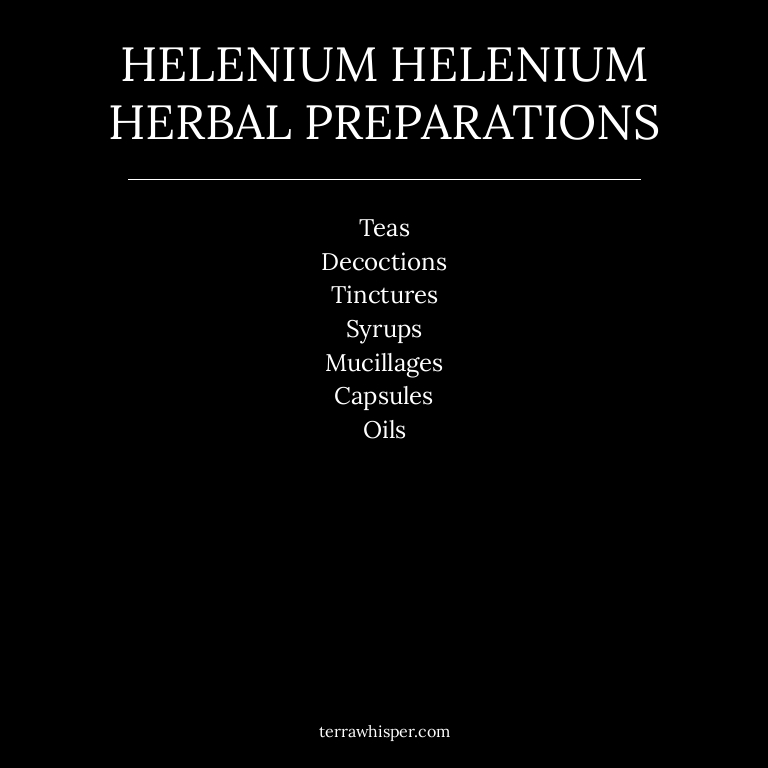 HELENIUM HELENIUM
HERBAL PREPARATIONS
Teas
Decoctions
Tinctures
Syrups
Mucillages
Capsules
Oils
terrawhisper.com